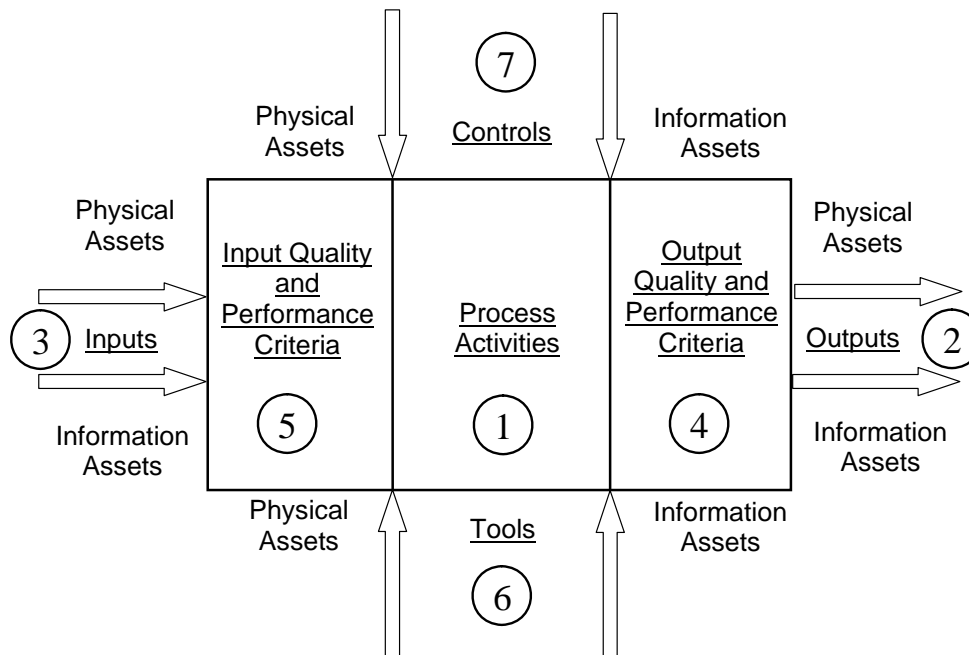 7
Physical
Assets
Controls
Information
Assets
Physical
Assets
3
Inputs
Information
Assets
Input Quality
and
Performance
Criteria
5
Process
Activities
1
Output
Quality and
Performance
Criteria
4
Physical
Assets
Outputs
2
Information
Assets
Physical
Assets
Tools
6
Information
Assets